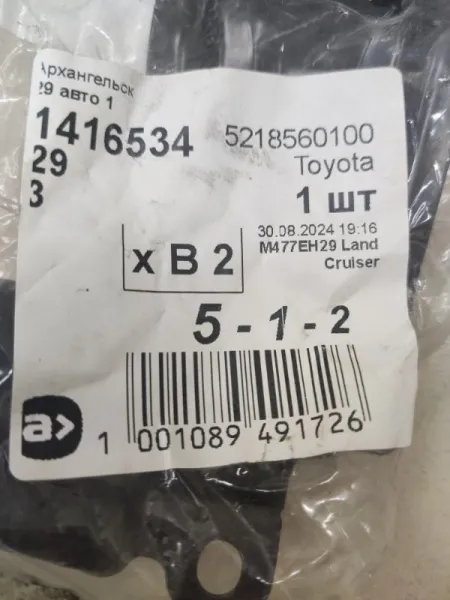 Архангельск
29 авто 1
1416534
29
3
5218560100
Toyota
1 шт
30.08.2024 19:16
M477EH29 Land
Cruiser
x B 2
5 - 1 - 2
a>
1 001089 491726